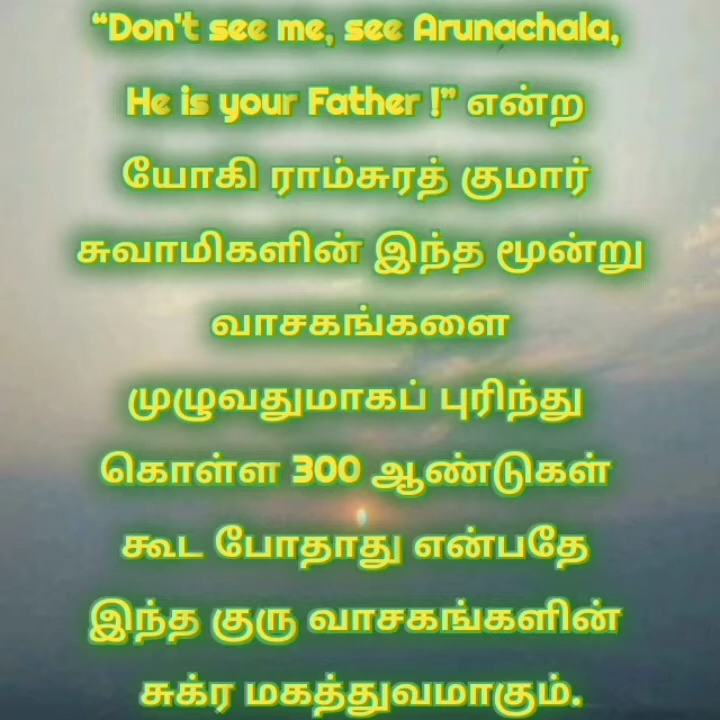 “Don't see me, see Arunachala,
He is your Father !” என்ற
யோகி ராம்சுரத் குமார்
சுவாமிகளின் இந்த மூன்று
வாசகங்களை
முழுவதுமாகப் புரிந்து
கொள்ள 300 ஆண்டுகள்
கூட போதாது என்பதே
இந்த குரு வாசகங்களின்
சுக்ர மகத்துவமாகும்.